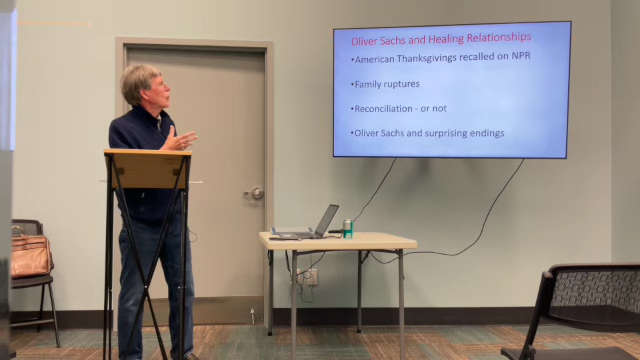 Oliver Sachs and Healing Relationships
•American Thanksgivings recalled on NPR
•Family ruptures
•Reconciliation - or not
•Oliver Sachs and surprising endings